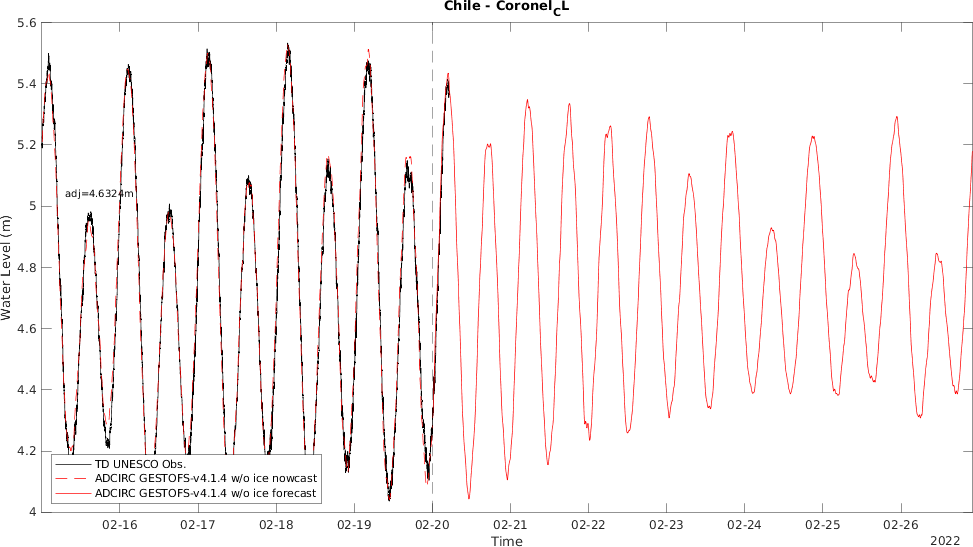 Chile - Coronel_CL
5.6
5.4
5.2
5
4.8
4.6
4.4
4.2
4
Water Level (m)
adj=4.6324m
TD UNESCO Obs.
ADCIRC GESTOFS-v4.1.4 w/o ice nowcast
ADCIRC GESTOFS-v4.1.4 w/o ice forecast
02-16 02-17 02-18 02-19 02-20 02-21 02-22 02-23 02-24 02-25 02-26
Time
2022